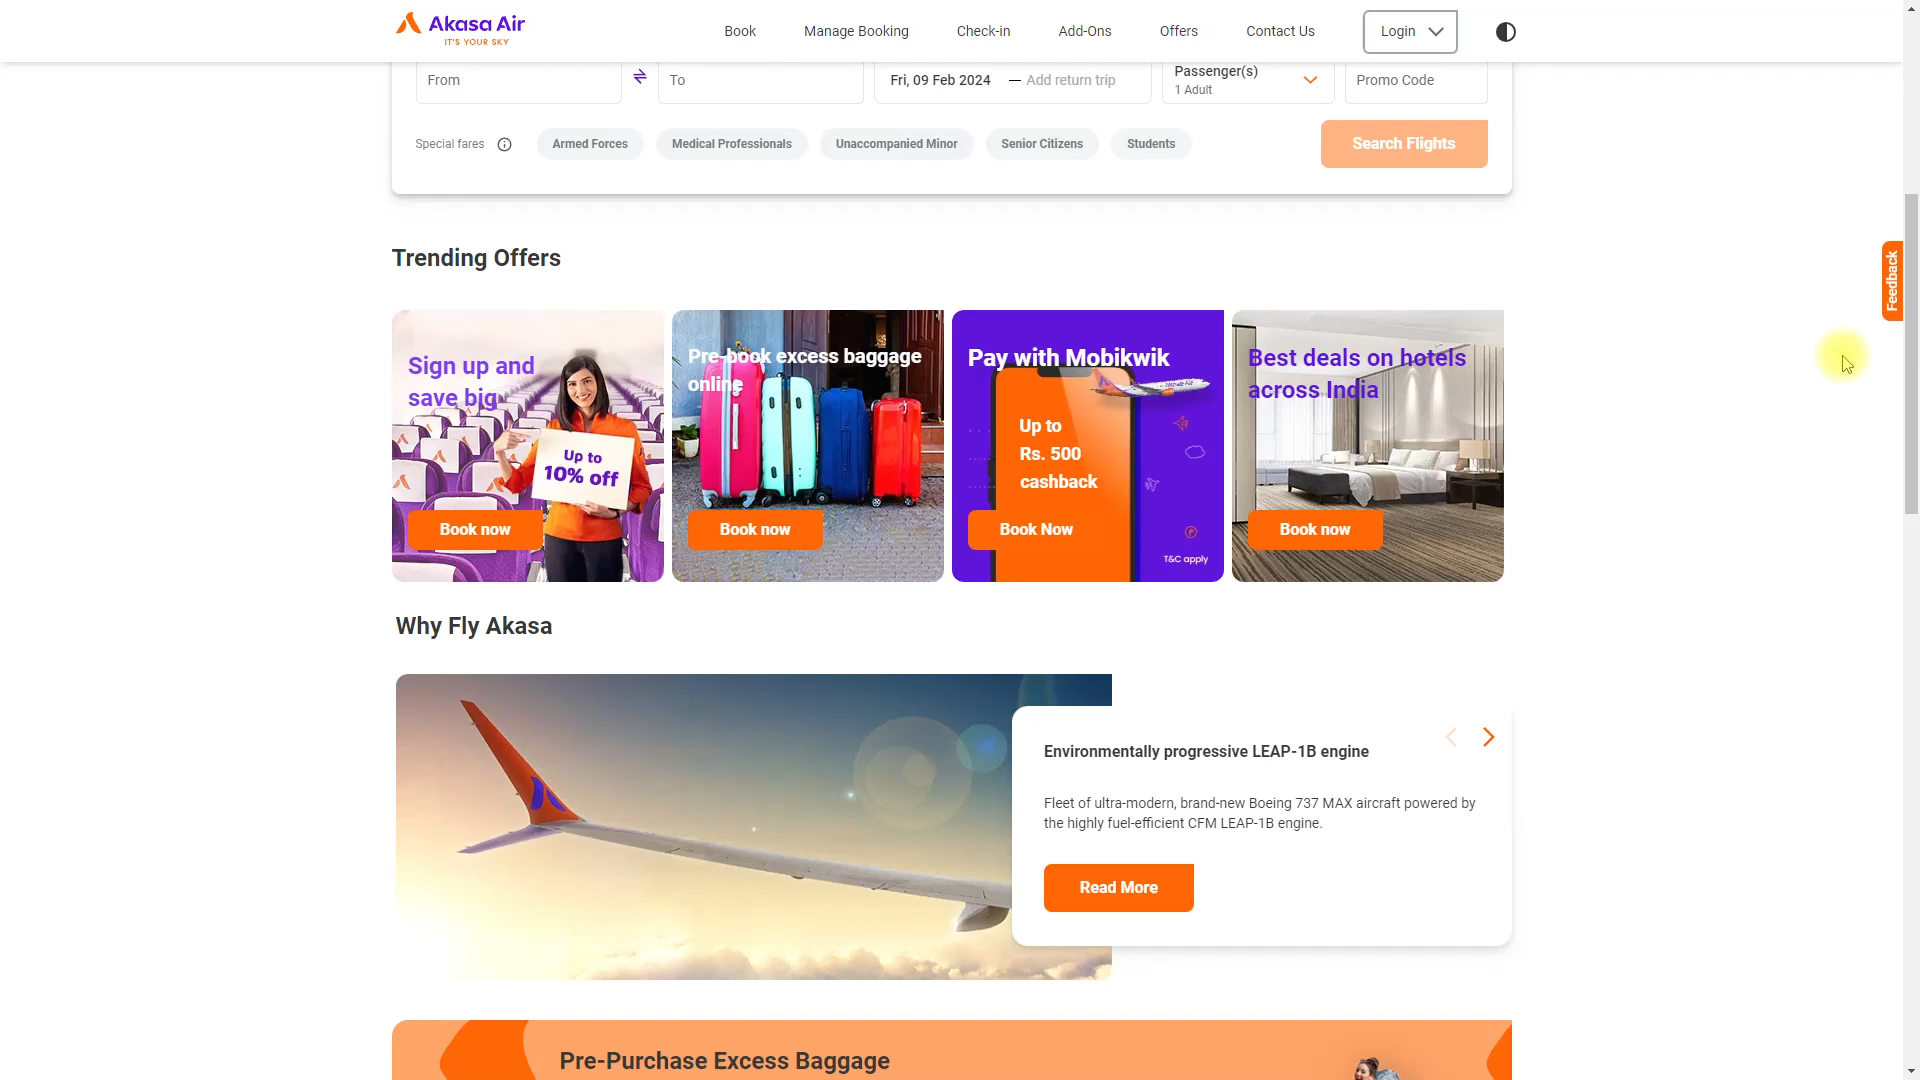 Akasa Air
IT'S YOUR SKY
Book
Manage Booking
Check-in
Add-Ons
Offers
Contact Us
Login
From
To
Fri, 09 Feb 2024
— Add return trip
Passenger(s)
1 Adult
Promo Code
Special fares
Armed Forces
Medical Professionals
Unaccompanied Minor
Senior Citizens
Students
Search Flights
Feedback
Trending Offers
Sign up and
save big
Up to
10% off
Book now
Pre-book excess baggage
online
Book now
Pay with Mobikwik
Up to
Rs. 500
cashback
Book Now
T&C apply
Best deals on hotels
across India
Book now
Why Fly Akasa
Environmentally progressive LEAP-1B engine
Fleet of ultra-modern, brand-new Boeing 737 MAX aircraft powered by
the highly fuel-efficient CFM LEAP-1B engine.
Read More
Pre-Purchase Excess Baggage